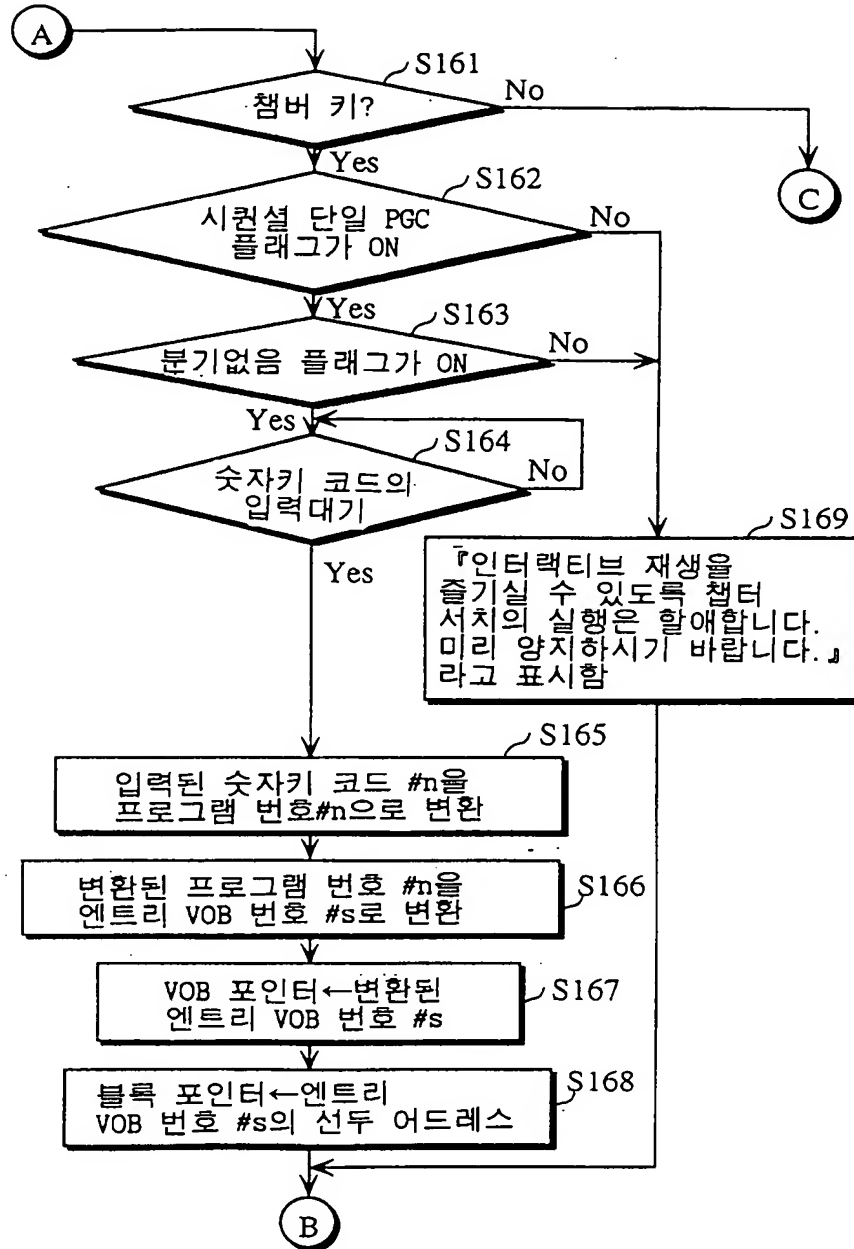 A
S161
챔버 키?
No
Yes
S162
C
시퀀셜 단일 PGC
플래그가 ON
No
Yes
S163
분기없음 플래그가 ON
No
Yes
S164
숫자키 코드의
입력대기
No
Yes
S169
『인터랙티브 재생을
즐기실 수 있도록 챕터
서치의 실행은 할애합니다.
미리 양지하시기 바랍니다.』
라고 표시함
S165
입력된 숫자키 코드 #n을
프로그램 번호#n으로 변환
변환된 프로그램 번호 #n을
엔트리 VOB 번호 #s로 변환
S166
VOB 포인터←변환된
엔트리 VOB 번호 #s
S167
블록 포인터←엔트리
VOB 번호 #s의 선두 어드레스
S168
B